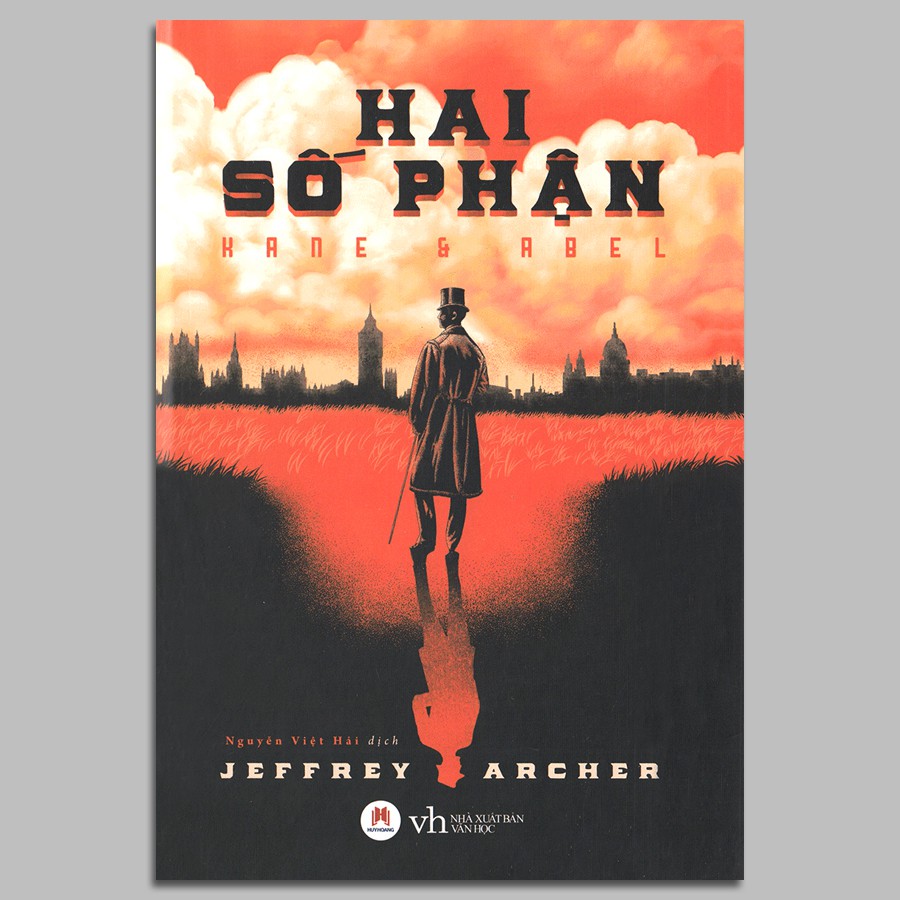 HAI
SỐ PHẬN
KANE & ABEL
Nguyễn Việt Hải dịch
JEFFREY ARCHER
HUYHOANG
vh NHÀ XUẤT BẢN
VĂN HỌC